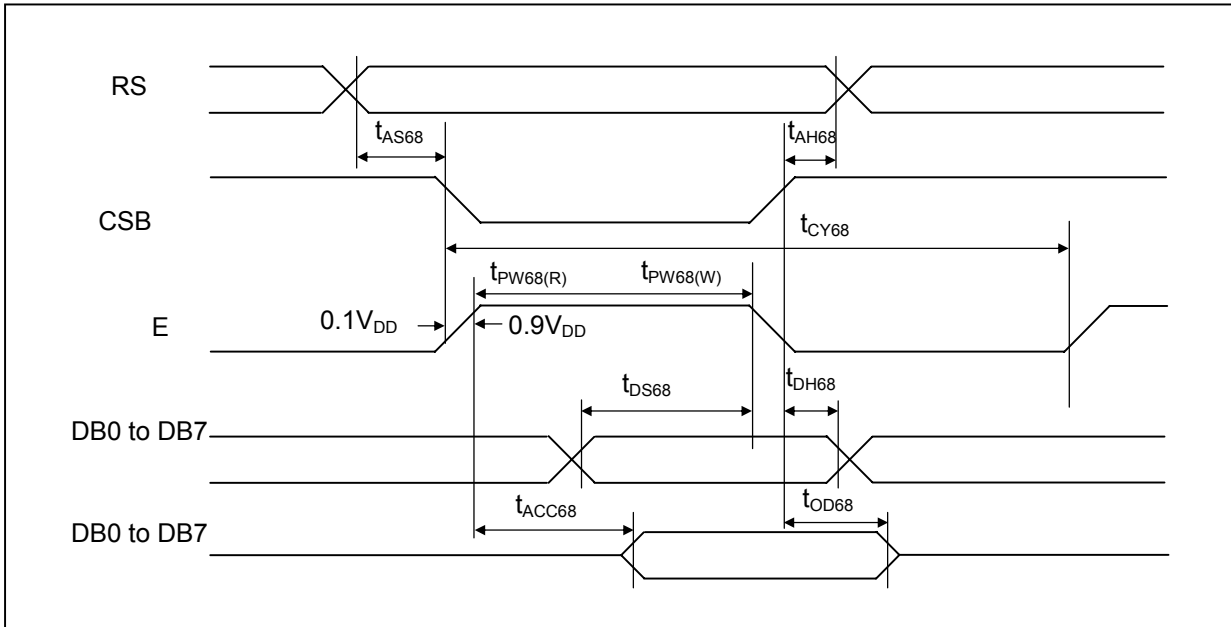 RS
tAS68
tAH68
CSB
tCY68
tPW68(R)
tPW68(W)
E
0.1VDD
0.9VDD
tDS68
tDH68
DB0 to DB7
tACC68
tOD68
DB0 to DB7